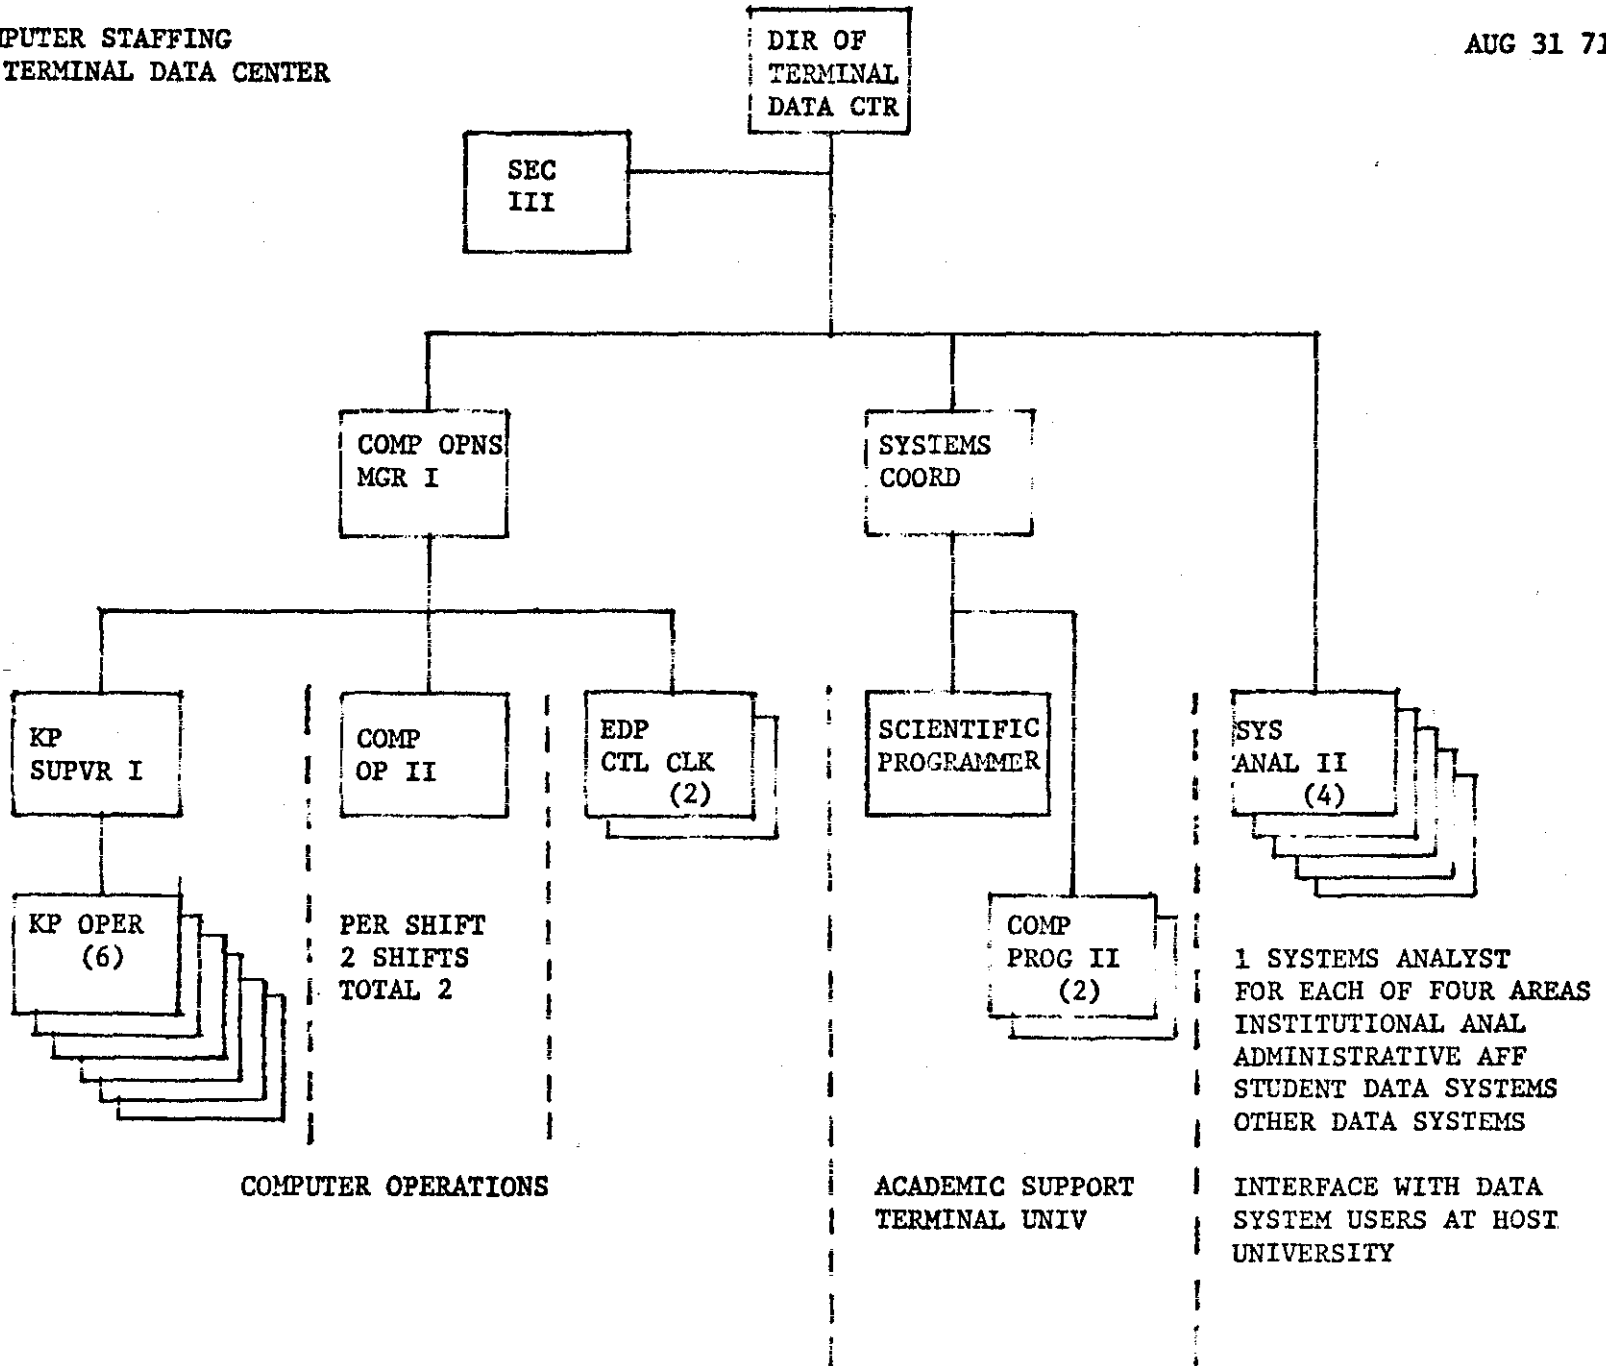 PUTER STAFFING
TERMINAL DATA CENTER
DIR OF
TERMINAL
DATA CTR
AUG 31 71
SEC
III
COMP OPNS
MGR I
SYSTEMS
COORD
KP
SUPVR I
COMP
OP II
EDP
CTL CLK
(2)
SCIENTIFIC
PROGRAMMER
SYS
ANAL II
(4)
KP OPER
(6)
PER SHIFT
2 SHIFTS
TOTAL 2
COMP
PROG II
(2)
1 SYSTEMS ANALYST
FOR EACH OF FOUR AREAS
INSTITUTIONAL ANAL
ADMINISTRATIVE AFF
STUDENT DATA SYSTEMS
OTHER DATA SYSTEMS
COMPUTER OPERATIONS
ACADEMIC SUPPORT
TERMINAL UNIV
INTERFACE WITH DATA
SYSTEM USERS AT HOST
UNIVERSITY